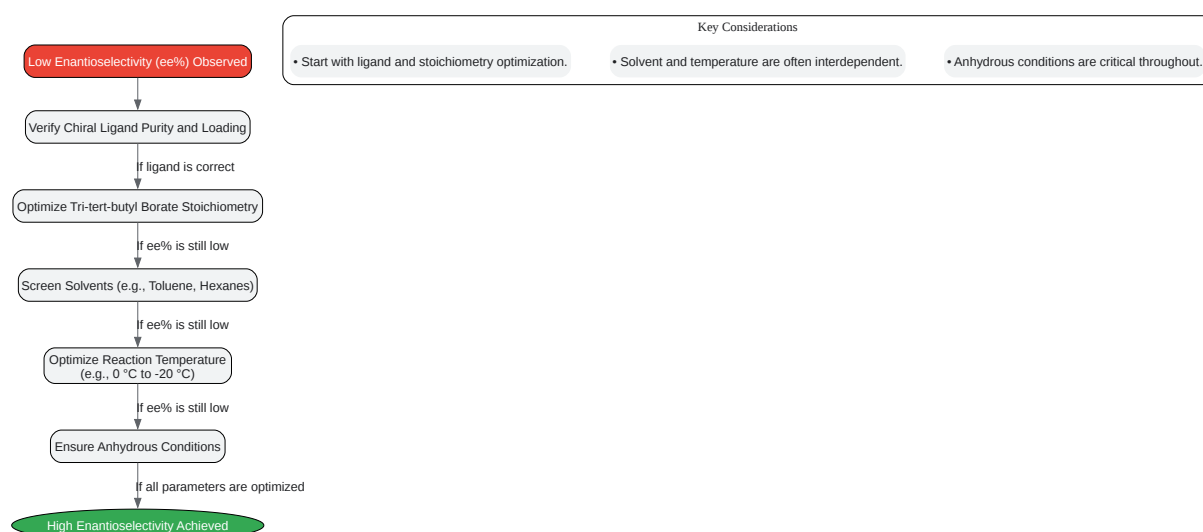 Low Enantioselectivity (ee%) Observed
Verify Chiral Ligand Purity and Loading
If ligand is correct
Optimize Tri-tert-butyl Borate Stoichiometry
If ee% is still low
Screen Solvents (e.g., Toluene, Hexanes)
If ee% is still low
Optimize Reaction Temperature
(e.g., 0 °C to -20 °C)
If ee% is still low
Ensure Anhydrous Conditions
If all parameters are optimized
High Enantioselectivity Achieved
Key Considerations
• Start with ligand and stoichiometry optimization.
• Solvent and temperature are often interdependent.
• Anhydrous conditions are critical throughout.